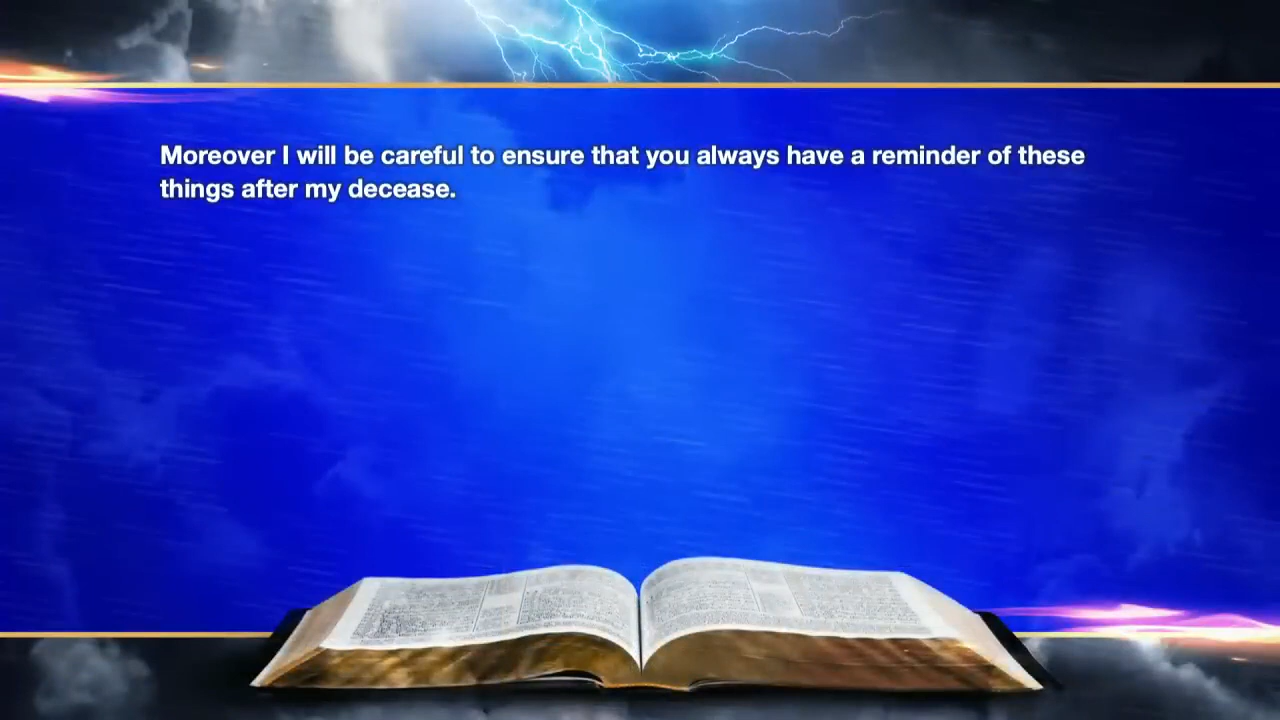 Moreover I will be careful to ensure that you always have a reminder of these
things after my decease.